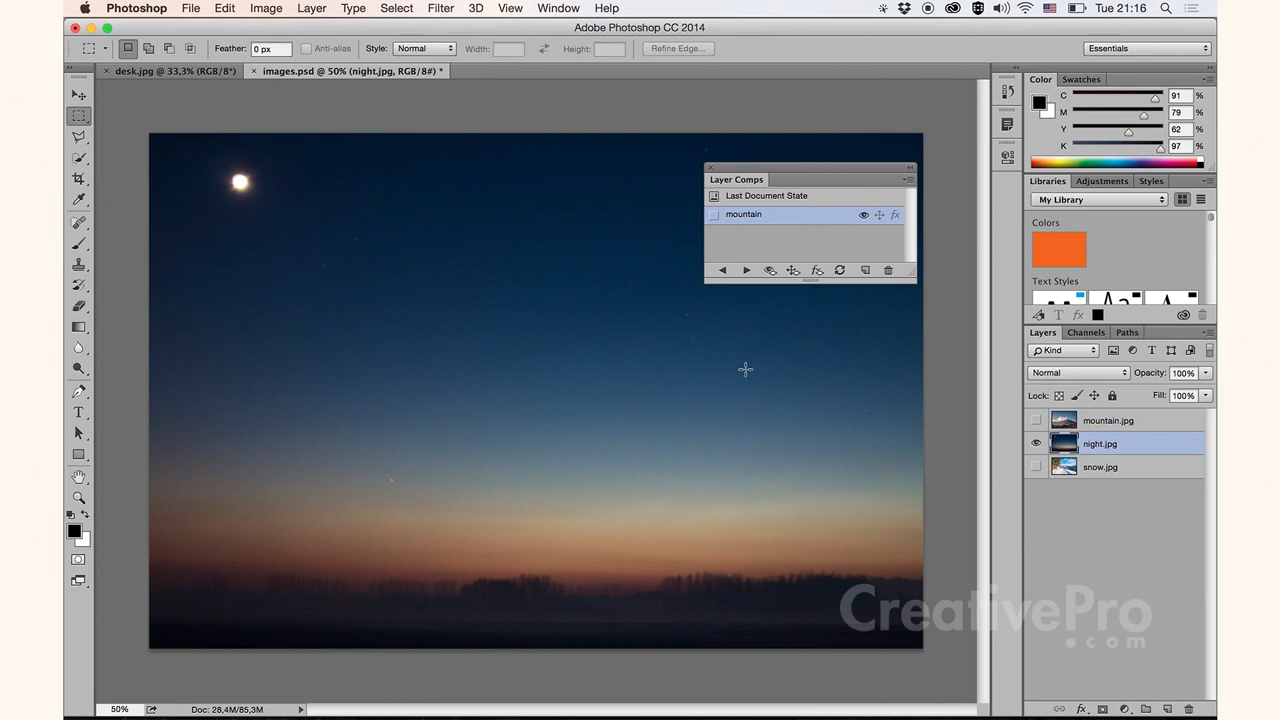 Photoshop File Edit Image Layer Type Select Filter 3D View Window Help Tue 21:16
Adobe Photoshop CC 2014
Feather: 0 px Anti-alias Style: Normal Width: Height: Refine Edge... Essentials
desk.jpg @ 33,3% (RGB/8*) images.psd @ 50% (night.jpg, RGB/8#) *
Color Swatches
C 91 %
M 79 %
Y 62 %
K 97 %
Layer Comps
Last Document State
mountain
Libraries Adjustments Styles
My Library
Colors
Text Styles
Layers Channels Paths
Kind
Normal Opacity: 100%
Lock: Fill: 100%
mountain.jpg
night.jpg
snow.jpg
CreativePro
.com
50% Doc: 28,4M/85,3M